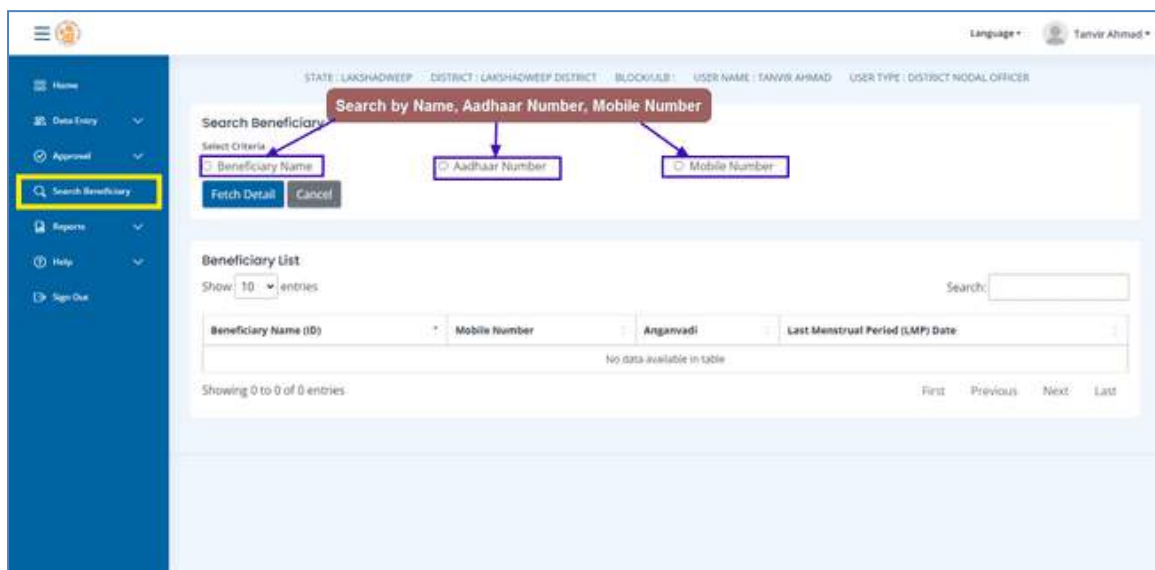 Language
Tanvir Ahmad
Home
Data Entry
Approval
Search Beneficiary
Reports
Help
Sign Out
STATE : LAKSHADWEEP DISTRICT : LAKSHADWEEP DISTRICT BLOCK/ULB : USER NAME : TANVIR AHMAD USER TYPE : DISTRICT NODAL OFFICER
Search by Name, Aadhaar Number, Mobile Number
Search Beneficiary
Select Criteria
Beneficiary Name Aadhaar Number Mobile Number
Fetch Detail Cancel
Beneficiary List
Show 10 entries Search:
Beneficiary Name (ID) Mobile Number Anganvadi Last Menstrual Period (LMP) Date
No data available in table
Showing 0 to 0 of 0 entries First Previous Next Last